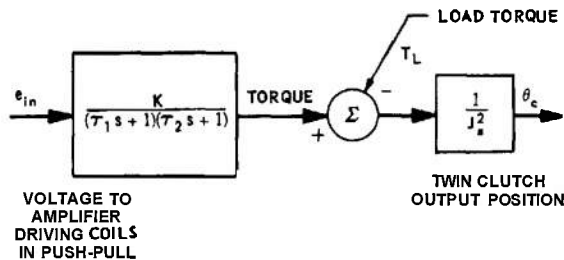 LOAD TORQUE
T_L
e_in
K
(τ₁ s + 1)(τ₂ s + 1)
TORQUE
+
Σ
−
1
J_s^2
θ_c
VOLTAGE TO
AMPLIFIER
DRIVING COILS
IN PUSH-PULL
TWIN CLUTCH
OUTPUT POSITION